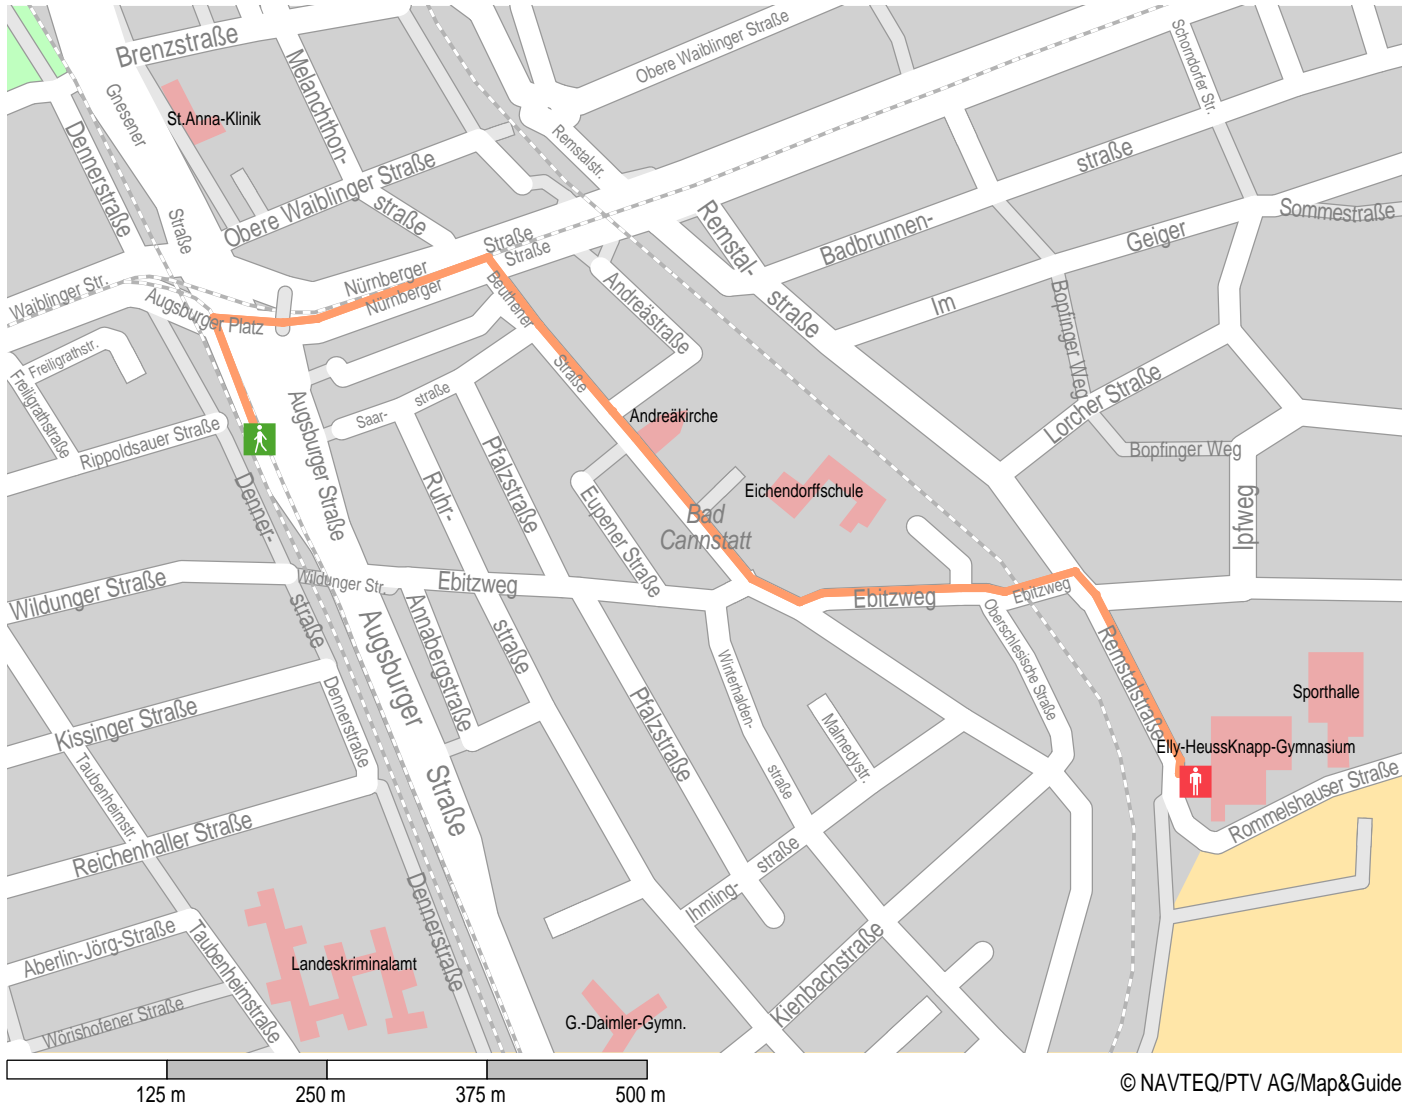 Brenzstraße
Obere Waiblinger Straße
Schorndorfer Str.
Gnesener
Straße
Melanchthon-
straße
St.Anna-Klinik
Dennerstraße
Remstalstr.
Obere Waiblinger Straße
straße
Badbrunnen-
Sommestraße
Geiger
Im
Remstal-
straße
Straße
Straße
Nürnberger
Nürnberger
Waiblinger Str.
Augsburger Platz
Beuthener
Straße
Andreästraße
Bopfinger Weg
Freiligrathstr.
Freiligrathstraße
Saar-
straße
Lorcher Straße
Andreäkirche
Rippoldsauer Straße
Augsburger Straße
Bopfinger Weg
Pfalzstraße
Ruhr-
straße
Eichendorffschule
Denner-
straße
Bad
Cannstatt
Eupener Straße
Ipfweg
Wildunger Straße
Wildunger Str.
Ebitzweg
Ebitzweg
Ebitzweg
Annabergstraße
Augsburger
Straße
Oberschlesische Straße
Remstalstraße
Winterhalden-
straße
Kissinger Straße
Dennerstraße
Pfalzstraße
Malmedystr.
Sporthalle
Elly-HeussKnapp-Gymnasium
Taubenheimstr.
Rommelshauser Straße
Reichenhaller Straße
Ihmling-
straße
Dennerstraße
Aberlin-Jörg-Straße
Taubenheimstraße
Landeskriminalamt
Kienbachstraße
Wörishofener Straße
G.-Daimler-Gymn.
125 m
250 m
375 m
500 m
© NAVTEQ/PTV AG/Map&Guide